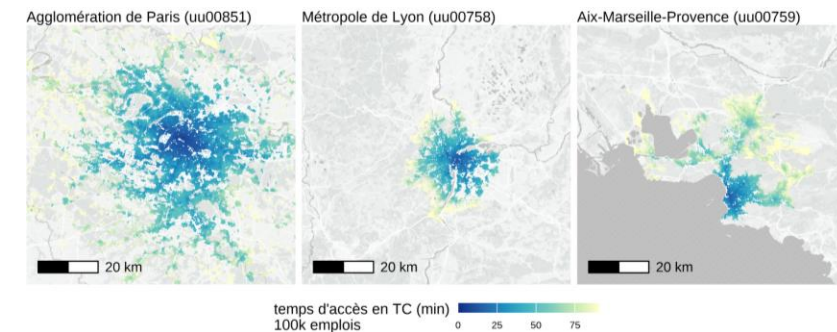 Agglomération de Paris (uu00851)
Métropole de Lyon (uu00758)
Aix-Marseille-Provence (uu00759)
20 km
20 km
20 km
temps d'accès en TC (min)
100k emplois
0 25 50 75